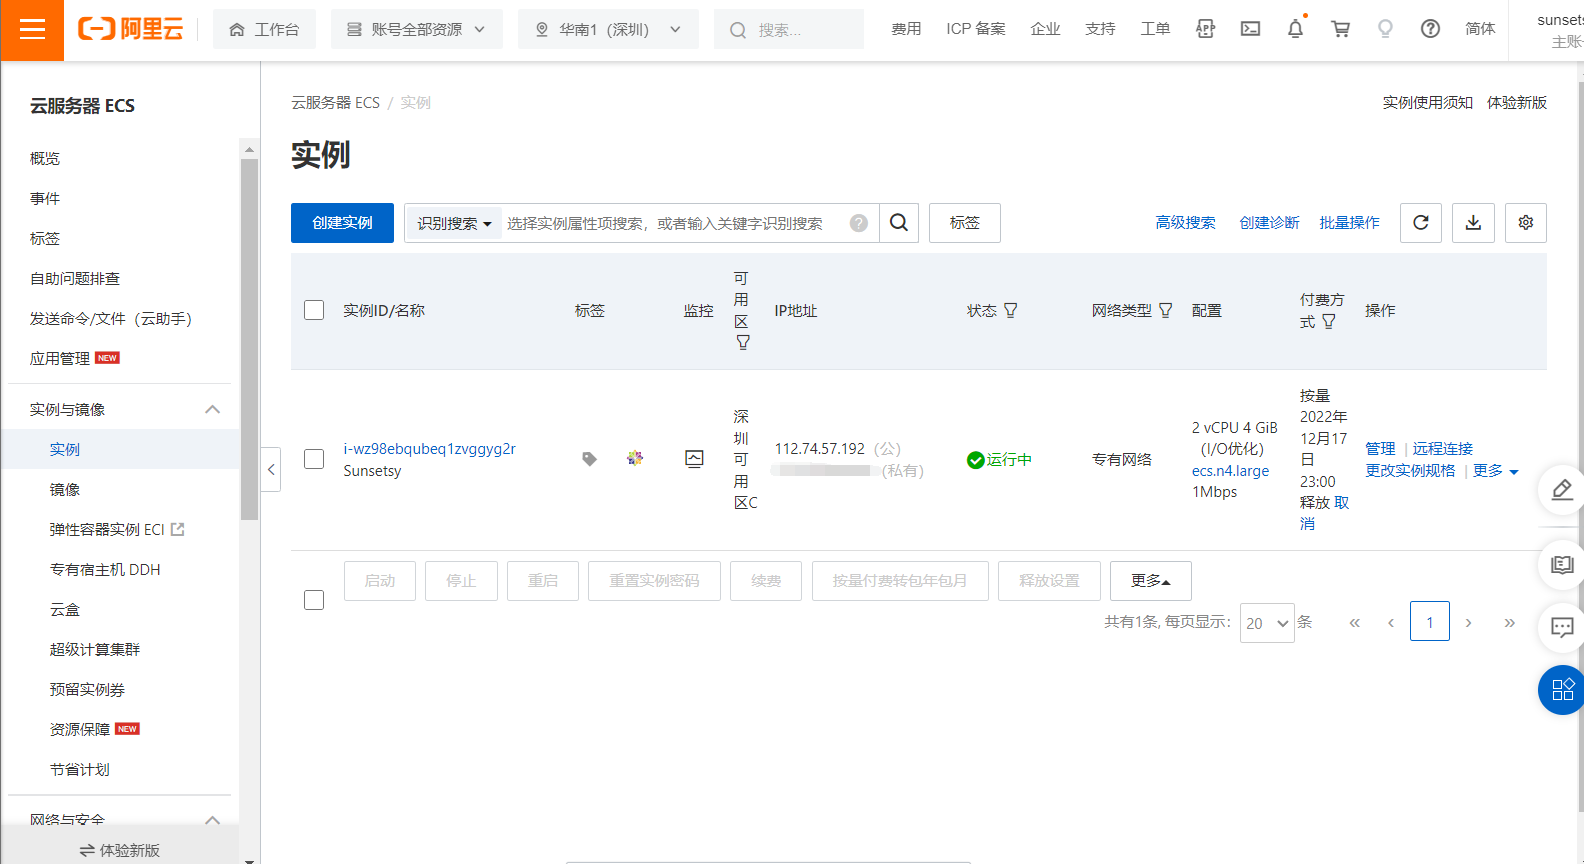 阿里云
工作台
账号全部资源
华南1（深圳）
搜索...
费用
ICP 备案
企业
支持
工单
简体
sunsets
主账
云服务器 ECS
概览
事件
标签
自助问题排查
发送命令/文件（云助手）
应用管理 NEW
实例与镜像
实例
镜像
弹性容器实例 ECI
专有宿主机 DDH
云盒
超级计算集群
预留实例券
资源保障 NEW
节省计划
网络与安全
体验新版
云服务器 ECS / 实例
实例使用须知 体验新版
实例
创建实例
识别搜索
选择实例属性项搜索，或者输入关键字识别搜索
标签
高级搜索 创建诊断 批量操作
实例ID/名称
标签
监控
可
用
区
IP地址
状态
网络类型
配置
付费方
式
操作
i-wz98ebqubeq1zvggyg2r
Sunsetsy
深
圳
可
用
区C
112.74.57.192（公）
（私有）
运行中
专有网络
2 vCPU 4 GiB
（I/O优化）
ecs.n4.large
1Mbps
按量
2022年
12月17
日
23:00
释放 取
消
管理 | 远程连接
更改实例规格 | 更多
启动
停止
重启
重置实例密码
续费
按量付费转包年包月
释放设置
更多
共有1条, 每页显示: 20 条 « ‹ 1 › »